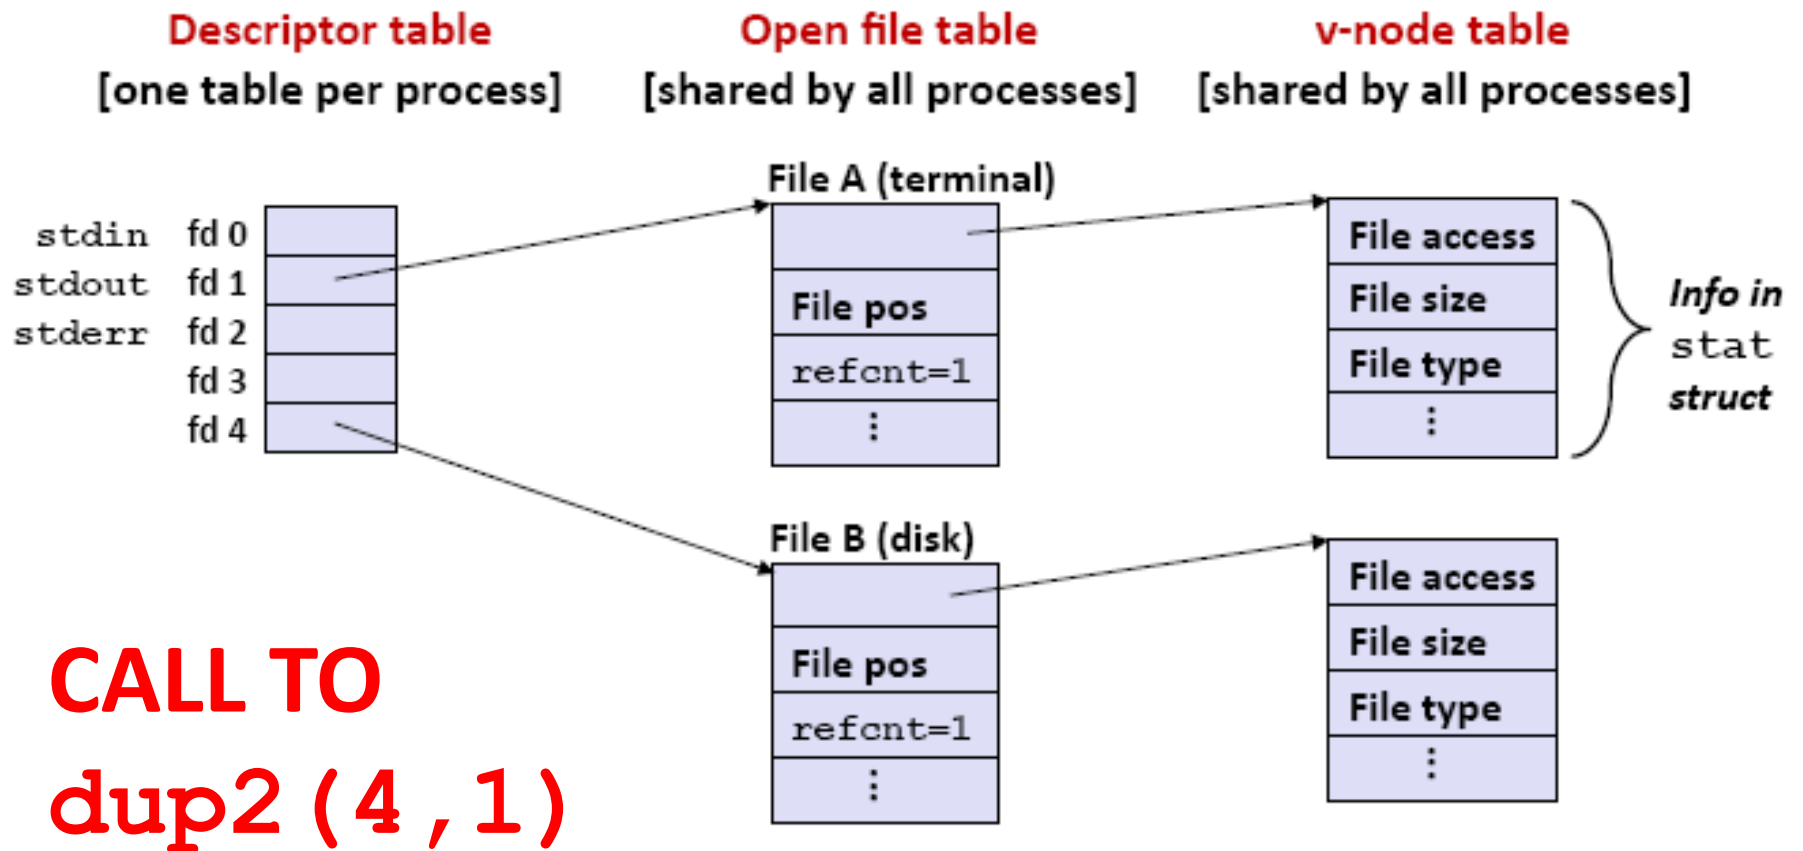 Descriptor table
[one table per process]
Open file table
[shared by all processes]
v-node table
[shared by all processes]
stdin fd 0
stdout fd 1
stderr fd 2
fd 3
fd 4
File A (terminal)
File pos
refcnt=1
⋮
File access
File size
File type
⋮
Info in
stat
struct
File B (disk)
File pos
refcnt=1
⋮
File access
File size
File type
⋮
CALL TO
dup2(4,1)